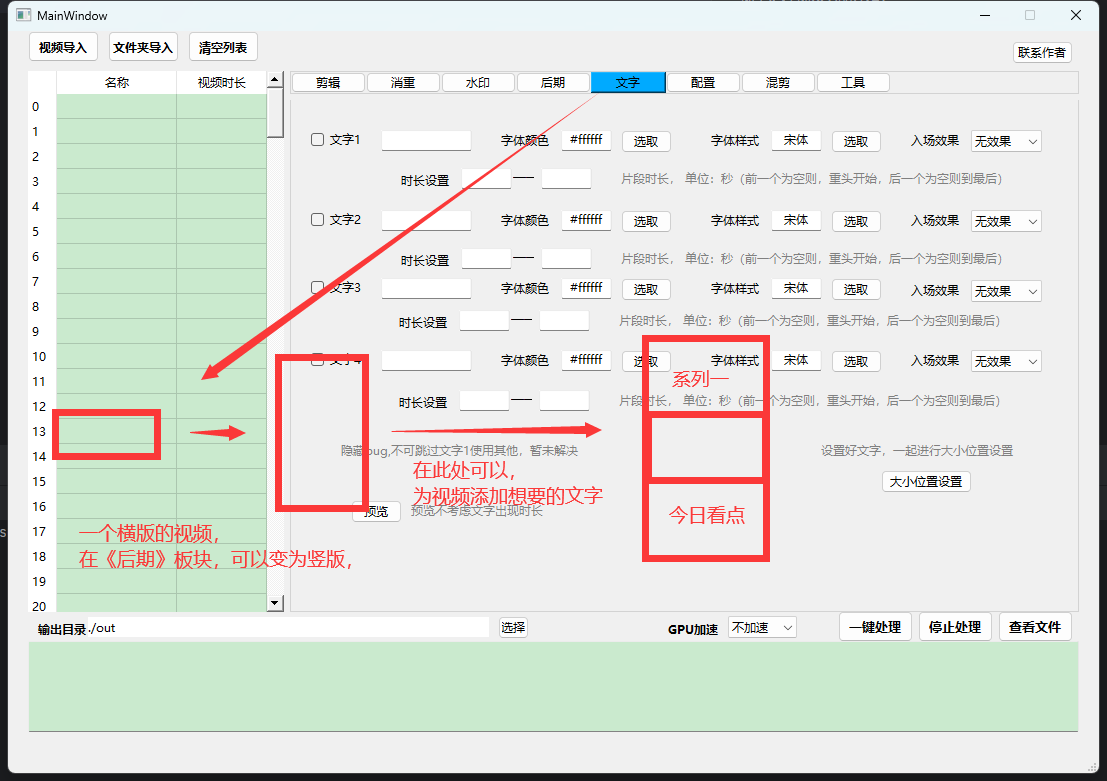 MainWindow
视频导入 文件夹导入 清空列表 联系作者
名称 视频时长 剪辑 消重 水印 后期 文字 配置 混剪 工具
0
1
2
3
4
5
6
7
8
9
10
11
12
13
14
15
16
17
18
19
20
文字1 字体颜色 #ffffff 选取 字体样式 宋体 选取 入场效果 无效果
时长设置 片段时长， 单位：秒（前一个为空则，重头开始，后一个为空则到最后）
文字2 字体颜色 #ffffff 选取 字体样式 宋体 选取 入场效果 无效果
时长设置 片段时长， 单位：秒（前一个为空则，重头开始，后一个为空则到最后）
文字3 字体颜色 #ffffff 选取 字体样式 宋体 选取 入场效果 无效果
时长设置 片段时长， 单位：秒（前一个为空则，重头开始，后一个为空则到最后）
文字4 字体颜色 #ffffff 选取 字体样式 宋体 选取 入场效果 无效果
系列一
时长设置 片段时长， 单位：秒（前一个为空则，重头开始，后一个为空则到最后）
隐藏bug,不可跳过文字1使用其他，暂未解决 设置好文字，一起进行大小位置设置
在此处可以，
为视频添加想要的文字
大小位置设置
预览 预览不考虑文字出现时长
今日看点
一个横版的视频，
在《后期》板块，可以变为竖版，
输出目录 ./out 选择 GPU加速 不加速 一键处理 停止处理 查看文件